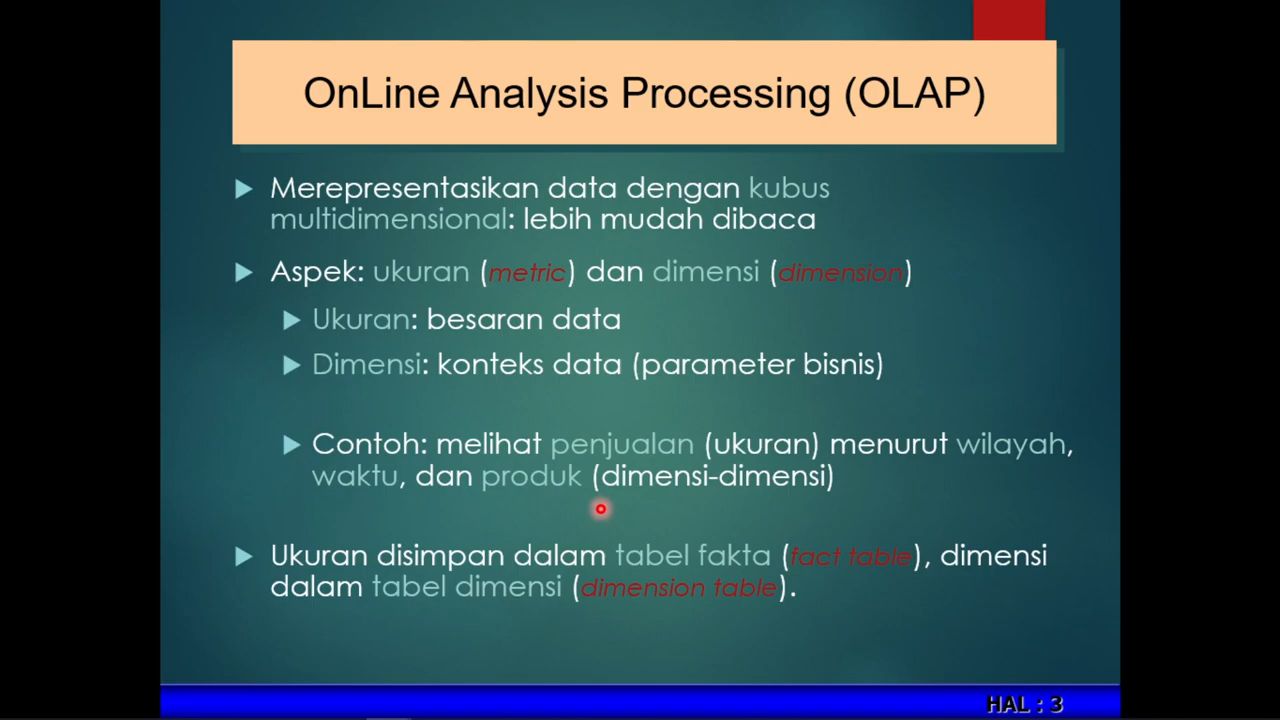 OnLine Analysis Processing (OLAP)
Merepresentasikan data dengan kubus
multidimensional: lebih mudah dibaca
Aspek: ukuran (metric) dan dimensi (dimension)
Ukuran: besaran data
Dimensi: konteks data (parameter bisnis)
Contoh: melihat penjualan (ukuran) menurut wilayah,
waktu, dan produk (dimensi-dimensi)
Ukuran disimpan dalam tabel fakta (fact table), dimensi
dalam tabel dimensi (dimension table).
HAL : 3